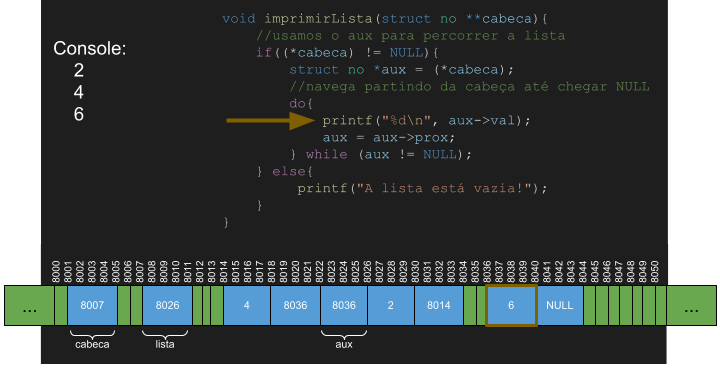 void imprimirLista(struct no **cabeca){
//usamos o aux para percorrer a lista
if((*cabeca) != NULL){
struct no *aux = (*cabeca);
//navega partindo da cabeça até chegar NULL
do{
printf("%d\n", aux->val);
aux = aux->prox;
} while (aux != NULL);
} else{
printf("A lista está vazia!");
}
}
Console:
2
4
6
8000 8001 8002 8003 8004 8005 8006 8007 8008 8009 8010 8011 8012 8013 8014 8015 8016 8017 8018 8019 8020 8021 8022 8023 8024 8025 8026 8027 8028 8029 8030 8031 8032 8033 8034 8035 8036 8037 8038 8039 8040 8041 8042 8043 8044 8045 8046 8047 8048 8049 8050
... 8007 8026 4 8036 8036 2 8014 6 NULL ...
cabeca lista aux